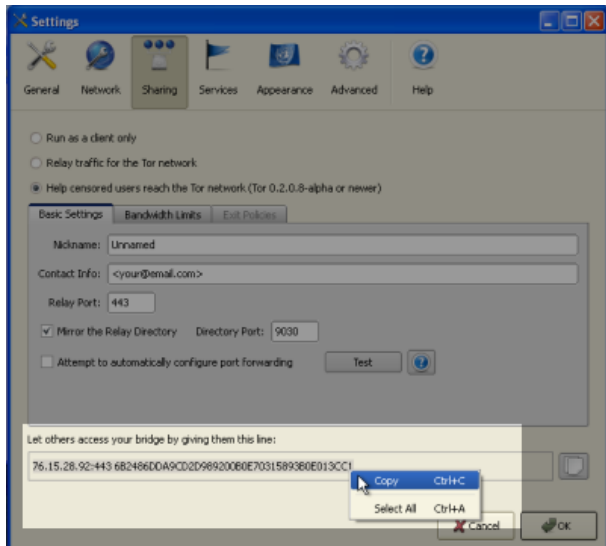 Settings
General Network Sharing Services Appearance Advanced Help
Run as a client only
Relay traffic for the Tor network
Help censored users reach the Tor network (Tor 0.2.0.8-alpha or newer)
Basic Settings Bandwidth Limits Exit Policies
Nickname: Unnamed
Contact Info: <your@email.com>
Relay Port: 443
Mirror the Relay Directory Directory Port: 9030
Attempt to automatically configure port forwarding Test
Let others access your bridge by giving them this line:
76.15.28.92:443
Copy Ctrl+C
Select All Ctrl+A
Cancel OK